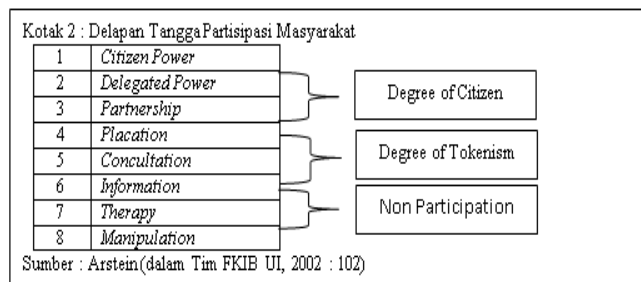 Kotak 2 : Delapan Tangga Partisipasi Masyarakat
1 Citizen Power
2 Delegated Power
3 Partnership
4 Placation
5 Concultation
6 Information
7 Therapy
8 Manipulation
Degree of Citizen
Degree of Tokenism
Non Participation
Sumber : Arstein (dalam Tim FKIB UI, 2002 : 102)